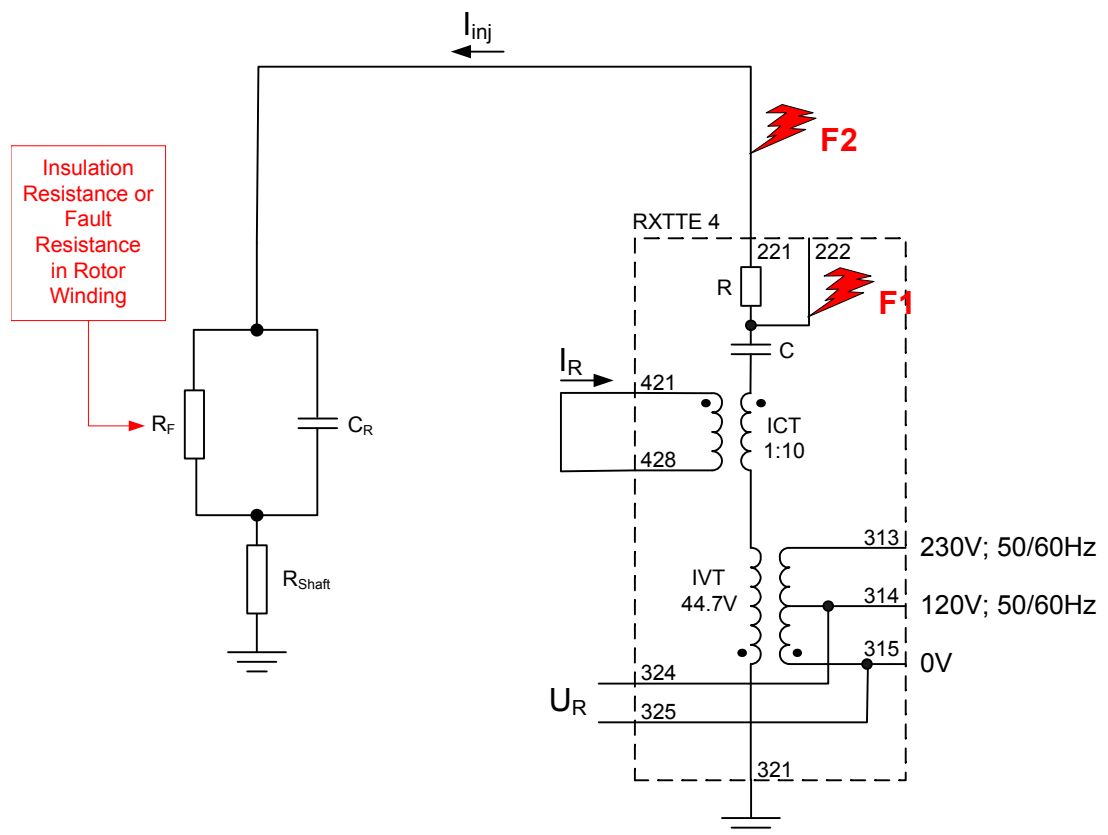 Iinj
F2
Insulation
Resistance or
Fault
Resistance
in Rotor
Winding
RXTTE 4
221
222
R
F1
C
IR
421
ICT
1:10
428
RF
CR
313
230V; 50/60Hz
IVT
44.7V
314
120V; 50/60Hz
RShaft
315
0V
324
UR
325
321